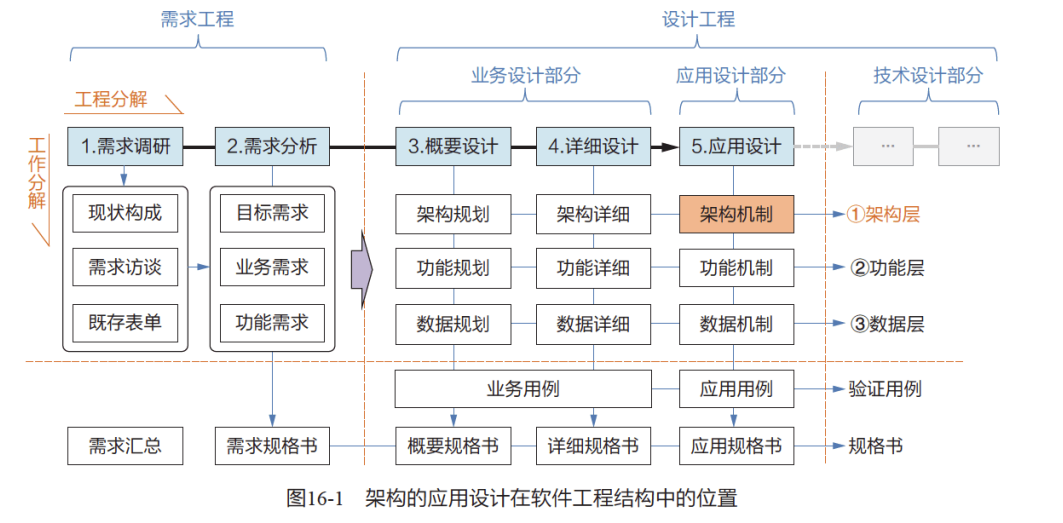 需求工程
设计工程
业务设计部分
应用设计部分
技术设计部分
工程分解
工作分解
1.需求调研
2.需求分析
3.概要设计
4.详细设计
5.应用设计
...
...
现状构成
目标需求
架构规划
架构详细
架构机制
①架构层
需求访谈
业务需求
功能规划
功能详细
功能机制
②功能层
既存表单
功能需求
数据规划
数据详细
数据机制
③数据层
业务用例
应用用例
验证用例
需求汇总
需求规格书
概要规格书
详细规格书
应用规格书
规格书
图16-1 架构的应用设计在软件工程结构中的位置